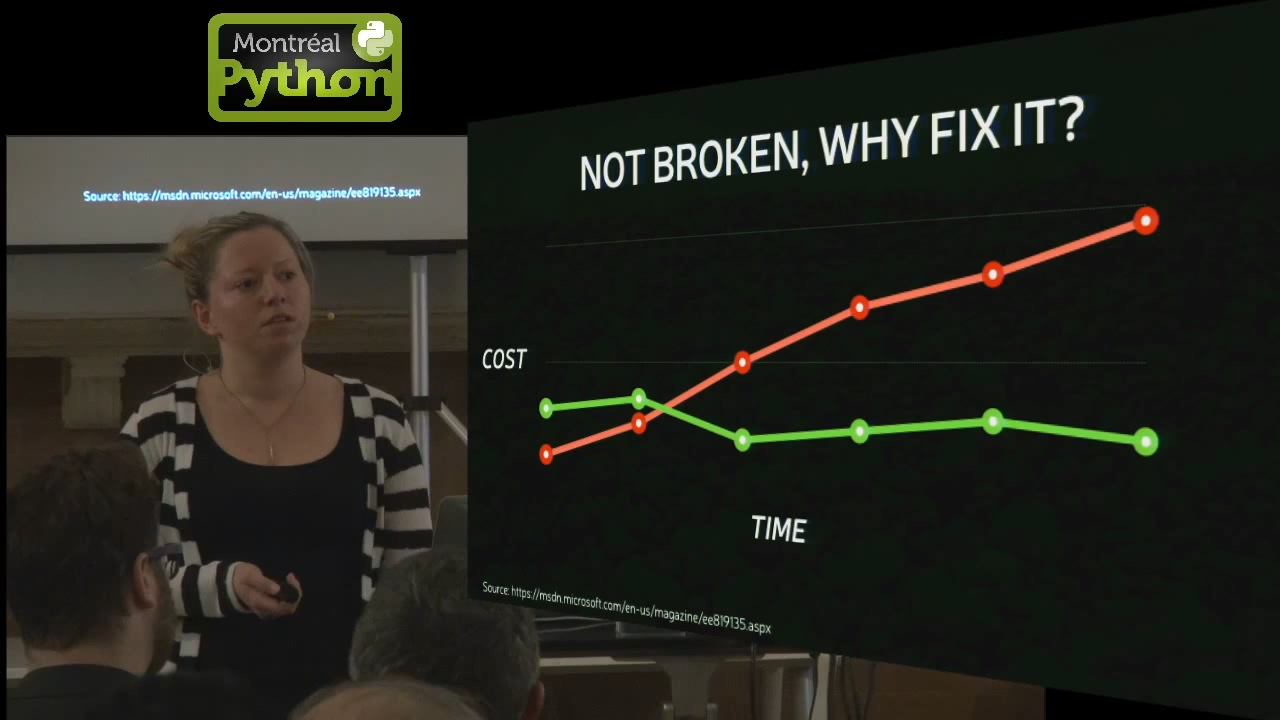 Montréal
Python
Source: https://msdn.microsoft.com/en-us/magazine/ee819135.aspx
NOT BROKEN, WHY FIX IT?
COST
TIME
Source: https://msdn.microsoft.com/en-us/magazine/ee819135.aspx